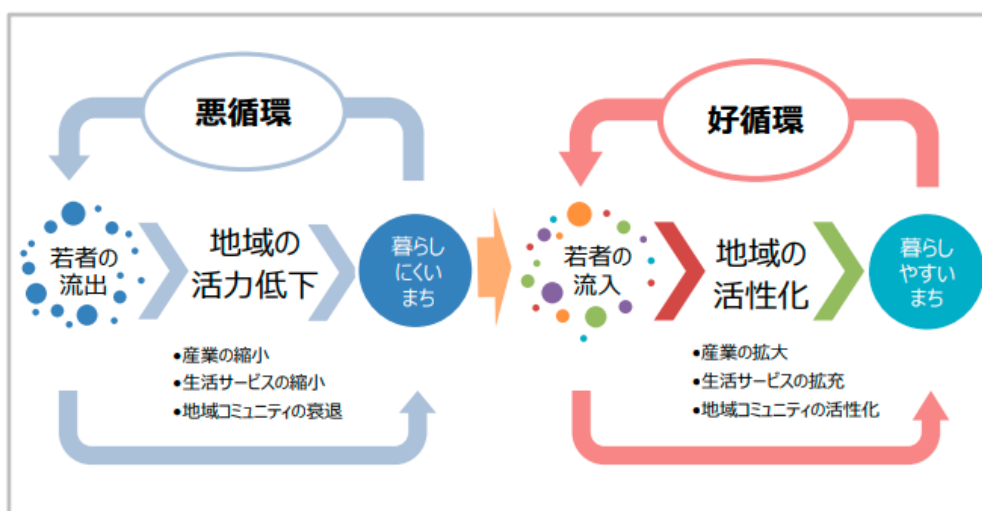 悪循環
若者の
流出
地域の
活力低下
暮らし
にくい
まち
•産業の縮小
•生活サービスの縮小
•地域コミュニティの衰退
好循環
若者の
流入
地域の
活性化
暮らし
やすい
まち
•産業の拡大
•生活サービスの拡充
•地域コミュニティの活性化